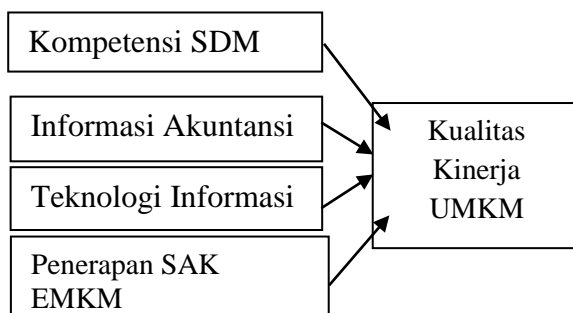 Kompetensi SDM
Informasi Akuntansi
Teknologi Informasi
Penerapan SAK
EMKM
Kualitas
Kinerja
UMKM